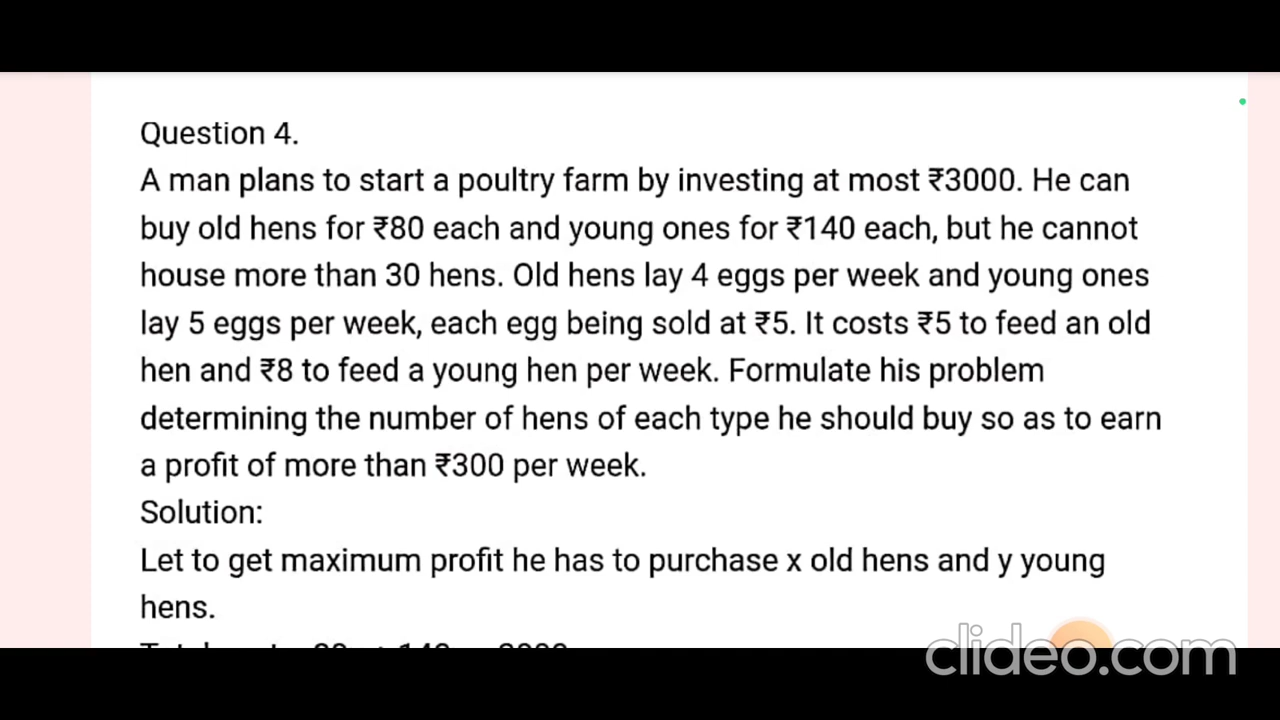 Question 4.
A man plans to start a poultry farm by investing at most ₹3000. He can
buy old hens for ₹80 each and young ones for ₹140 each, but he cannot
house more than 30 hens. Old hens lay 4 eggs per week and young ones
lay 5 eggs per week, each egg being sold at ₹5. It costs ₹5 to feed an old
hen and ₹8 to feed a young hen per week. Formulate his problem
determining the number of hens of each type he should buy so as to earn
a profit of more than ₹300 per week.
Solution:
Let to get maximum profit he has to purchase x old hens and y young
hens.
clideo.com